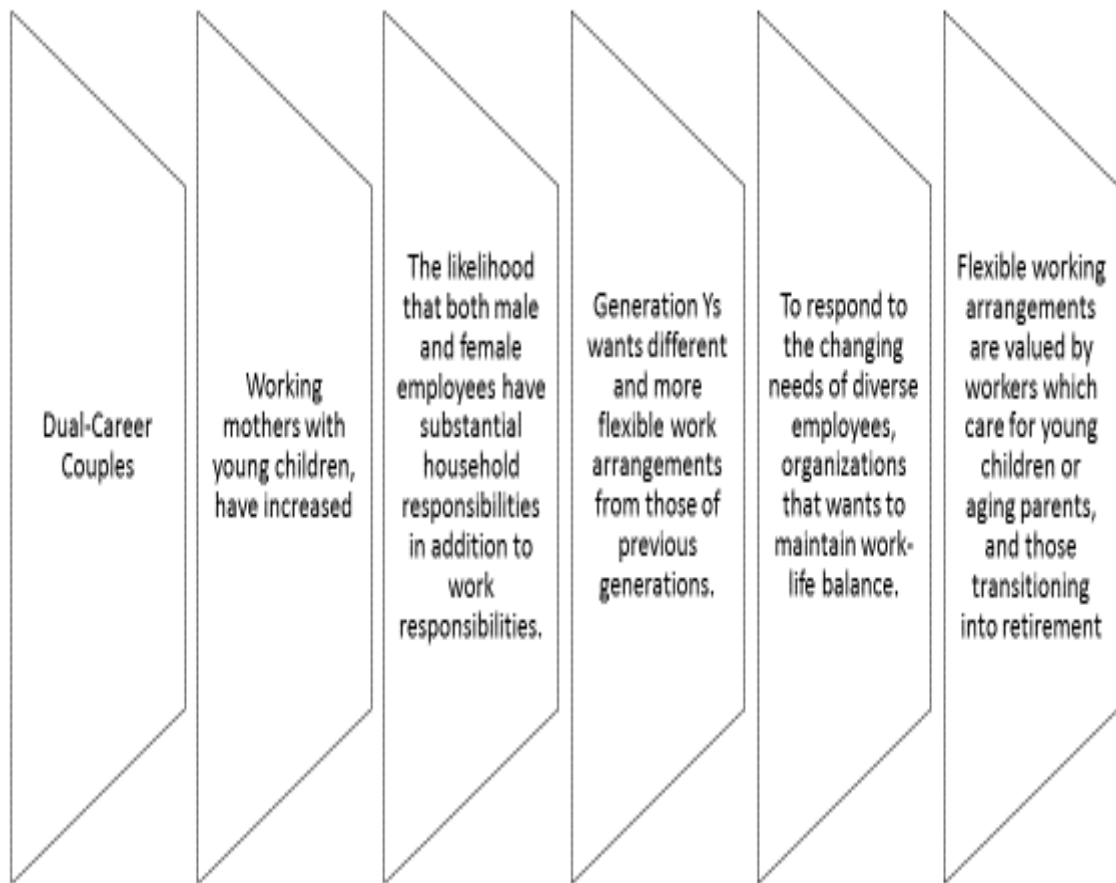 Dual-Career
Couples
Working
mothers with
young children,
have increased
The likelihood
that both male
and female
employees have
substantial
household
responsibilities
in addition to
work
responsibilities.
Generation Ys
wants different
and more
flexible work
arrangements
from those of
previous
generations.
To respond to
the changing
needs of diverse
employees,
organizations
that wants to
maintain work-
life balance.
Flexible working
arrangements
are valued by
workers which
care for young
children or
aging parents,
and those
transitioning
into retirement